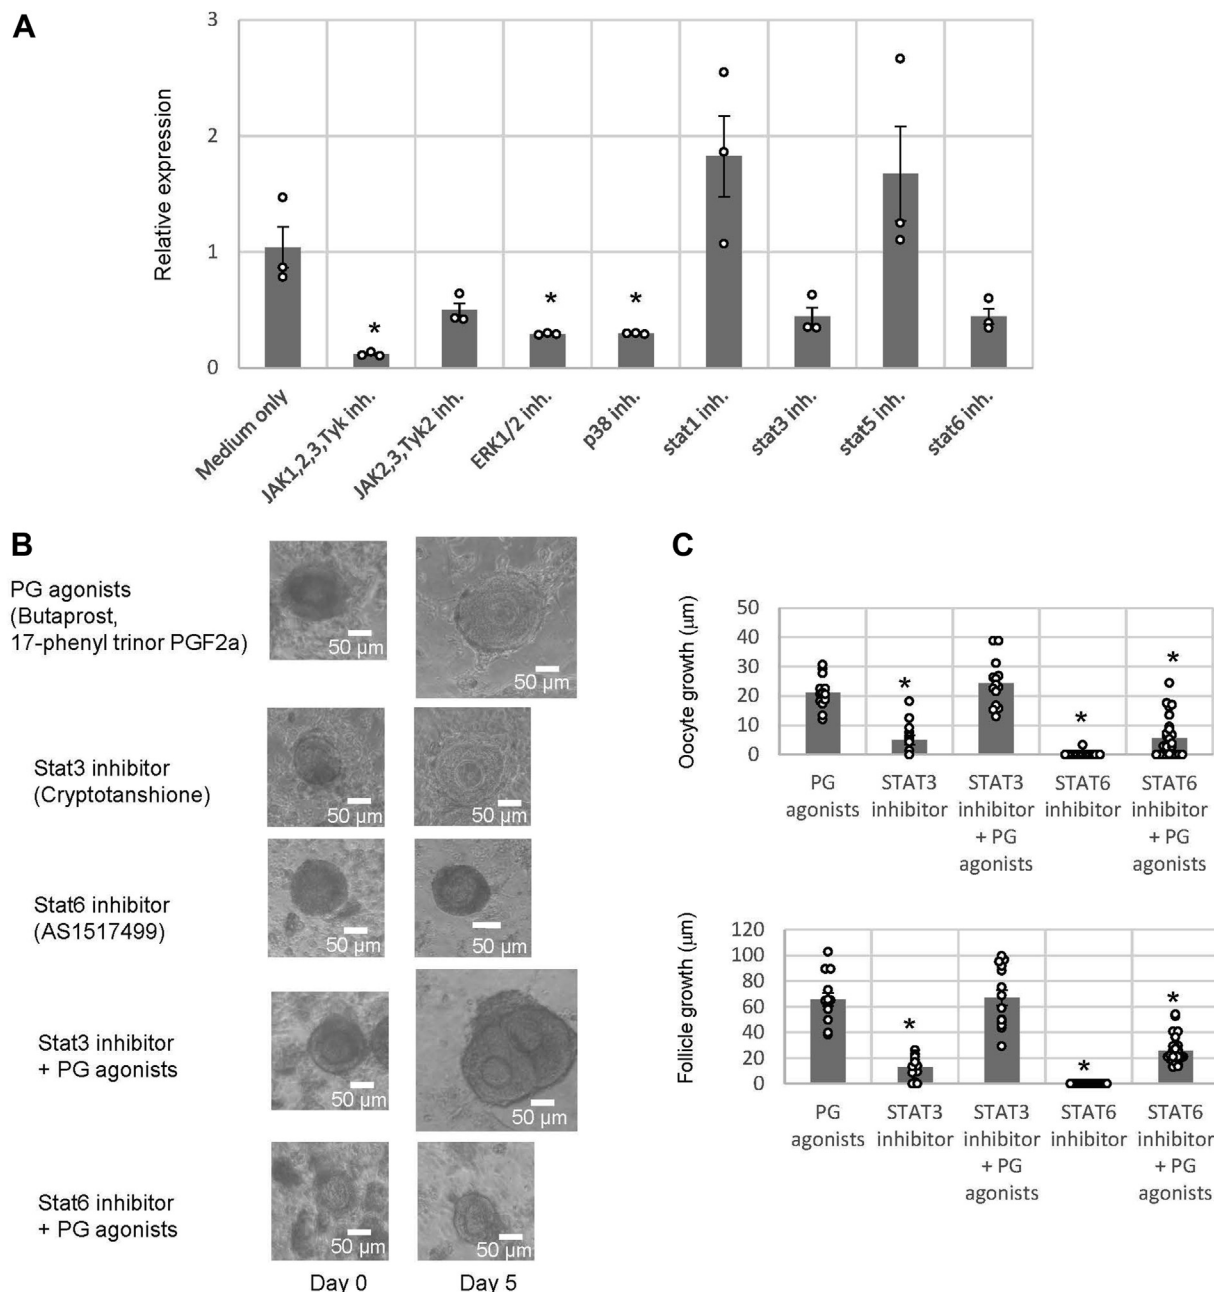 A
Relative expression
3
2
1
0
Medium only
JAK1,2,3,Tyk inh.
JAK2,3,Tyk2 inh.
ERK1/2 inh.
p38 inh.
stat1 inh.
stat3 inh.
stat5 inh.
stat6 inh.
*
*
*
B
PG agonists
(Butaprost,
17-phenyl trinor PGF2a)
50 µm
50 µm
Stat3 inhibitor
(Cryptotanshione)
50 µm
50 µm
Stat6 inhibitor
(AS1517499)
50 µm
50 µm
Stat3 inhibitor
+ PG agonists
50 µm
50 µm
Stat6 inhibitor
+ PG agonists
50 µm
50 µm
Day 0
Day 5
C
Oocyte growth (µm)
50
40
30
20
10
0
*
*
*
PG
agonists
STAT3
inhibitor
STAT3
inhibitor
+ PG
agonists
STAT6
inhibitor
STAT6
inhibitor
+ PG
agonists
Follicle growth (µm)
120
100
80
60
40
20
0
*
*
*
PG
agonists
STAT3
inhibitor
STAT3
inhibitor
+ PG
agonists
STAT6
inhibitor
STAT6
inhibitor
+ PG
agonists